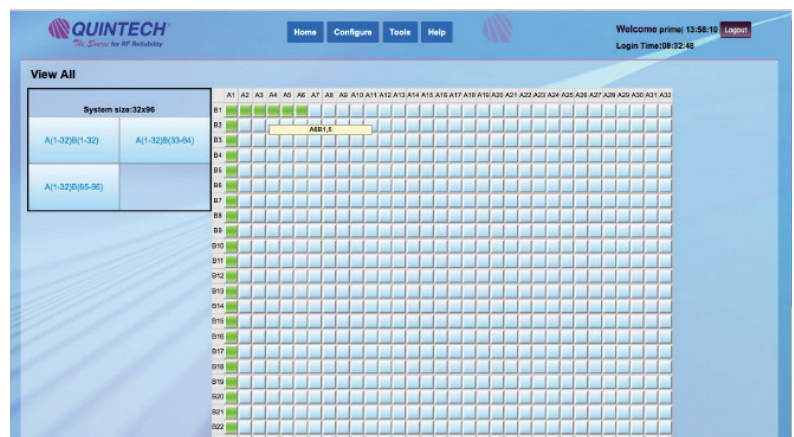 QUINTECH®
The Source for RF Reliability
Home Configure Tools Help
Welcome prime| 13:58:10 Logout
Login Time:08:32:48
View All
System size:32x96
A(1-32)B(1-32) A(1-32)B(33-64)
A(1-32)B(65-96)
A1 A2 A3 A4 A5 A6 A7 A8 A9 A10 A11 A12 A13 A14 A15 A16 A17 A18 A19 A20 A21 A22 A23 A24 A25 A26 A27 A28 A29 A30 A31 A32
B1
B2
A6B1,5
B3
B4
B5
B6
B7
B8
B9
B10
B11
B12
B13
B14
B15
B16
B17
B18
B19
B20
B21
B22